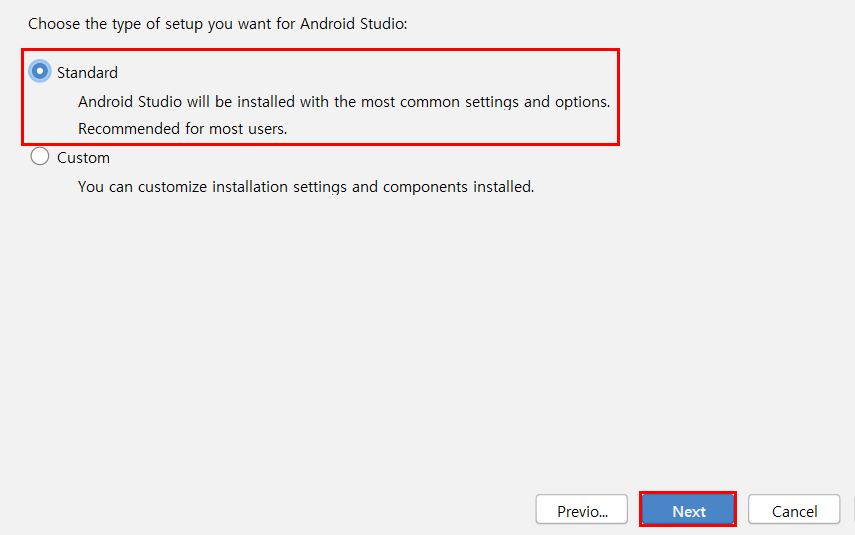 Choose the type of setup you want for Android Studio:
Standard
Android Studio will be installed with the most common settings and options.
Recommended for most users.
Custom
You can customize installation settings and components installed.
Previo...
Next
Cancel